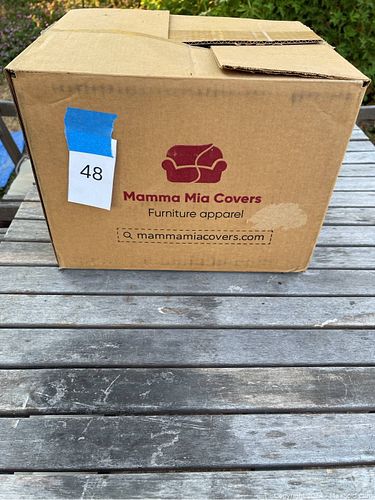 48
Mamma Mia Covers
Furniture apparel
mammamiacovers.com